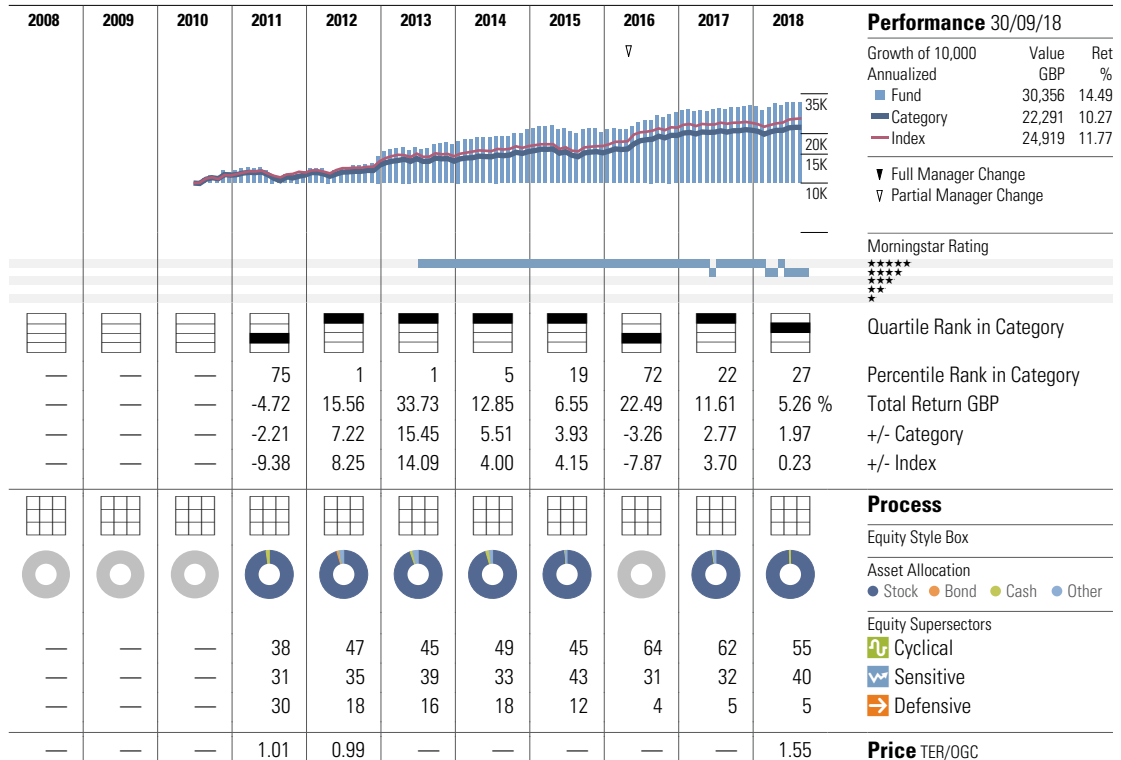 2008 2009 2010 2011 2012 2013 2014 2015 2016 2017 2018 Performance 30/09/18
Growth of 10,000 Value Ret
Annualized GBP %
Fund 30,356 14.49
Category 22,291 10.27
Index 24,919 11.77
35K
20K
15K
10K
▼ Full Manager Change
▽ Partial Manager Change
Morningstar Rating
★★★★★
★★★★
★★★
★★
★
Quartile Rank in Category
— — — 75 1 1 5 19 72 22 27 Percentile Rank in Category
— — — -4.72 15.56 33.73 12.85 6.55 22.49 11.61 5.26 % Total Return GBP
— — — -2.21 7.22 15.45 5.51 3.93 -3.26 2.77 1.97 +/- Category
— — — -9.38 8.25 14.09 4.00 4.15 -7.87 3.70 0.23 +/- Index
Process
Equity Style Box
Asset Allocation
Stock Bond Cash Other
Equity Supersectors
— — — 38 47 45 49 45 64 62 55 Cyclical
— — — 31 35 39 33 43 31 32 40 Sensitive
— — — 30 18 16 18 12 4 5 5 Defensive
— — — 1.01 0.99 — — — — — 1.55 Price TER/OGC